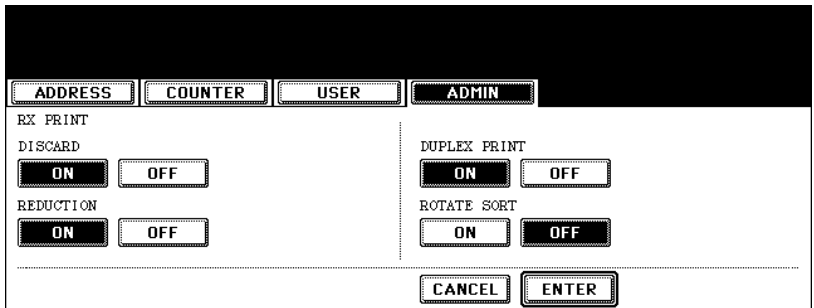 ADDRESS COUNTER USER ADMIN
RX PRINT
DISCARD
ON OFF
REDUCTION
ON OFF
DUPLEX PRINT
ON OFF
ROTATE SORT
ON OFF
CANCEL ENTER